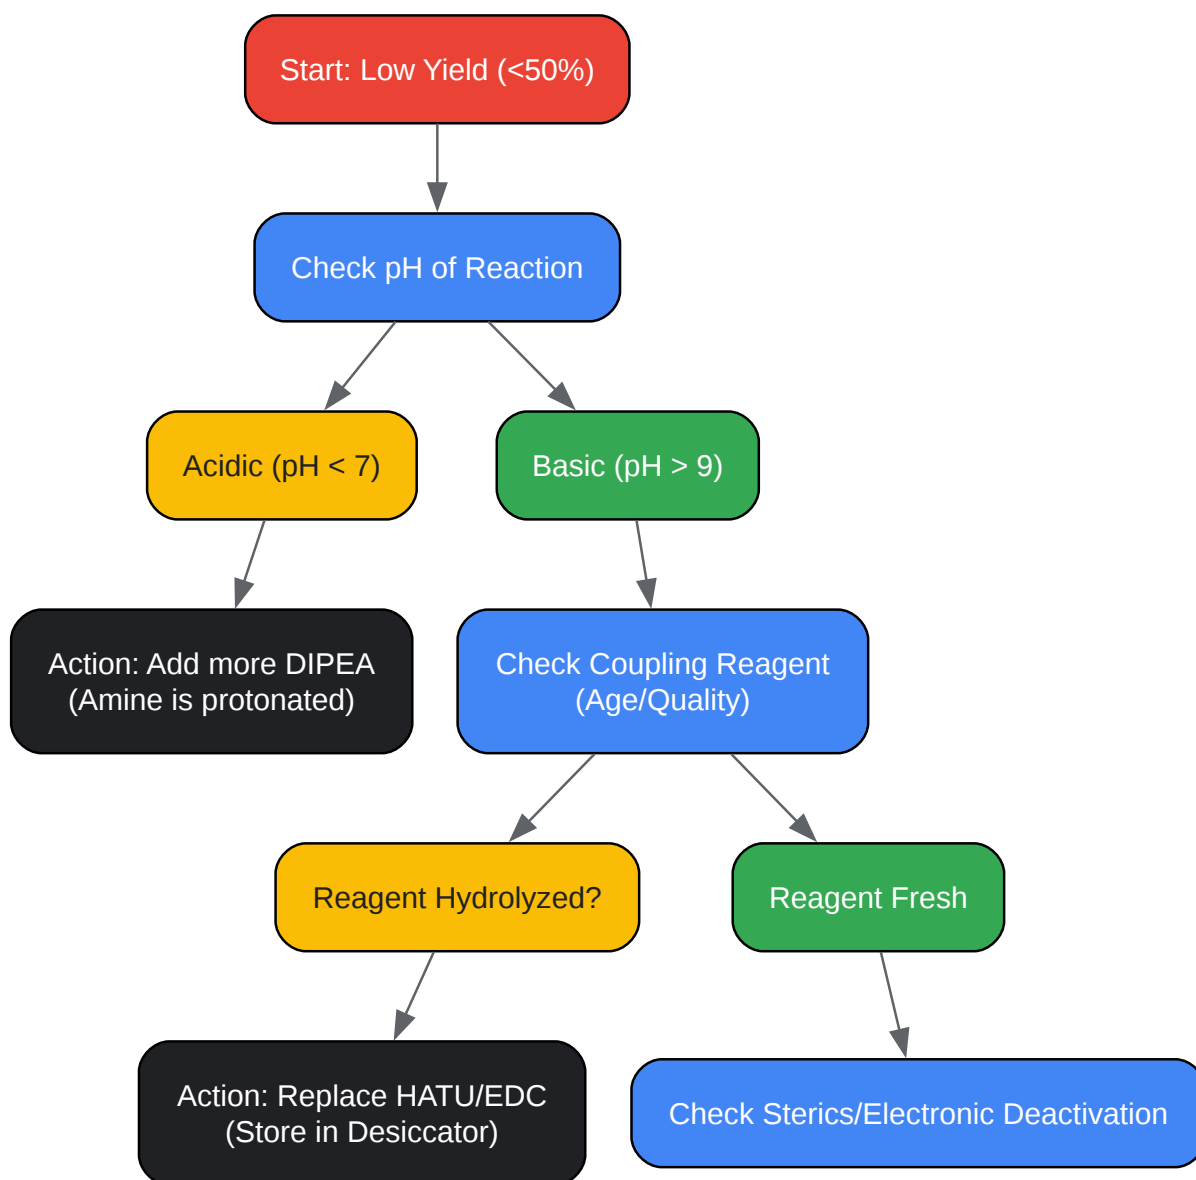 Start: Low Yield (<50%)
Check pH of Reaction
Acidic (pH < 7)
Basic (pH > 9)
Action: Add more DIPEA
(Amine is protonated)
Check Coupling Reagent
(Age/Quality)
Reagent Hydrolyzed?
Reagent Fresh
Action: Replace HATU/EDC
(Store in Desiccator)
Check Sterics/Electronic Deactivation